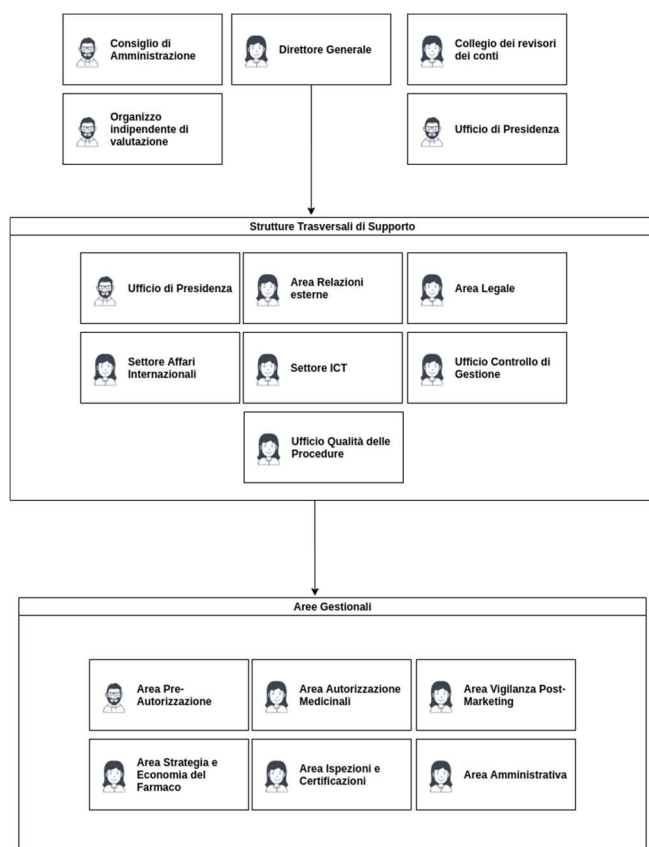 Consiglio di
Amministrazione
Direttore Generale
Collegio dei revisori
dei conti
Organizzo
indipendente di
valutazione
Ufficio di Presidenza
Strutture Trasversali di Supporto
Ufficio di Presidenza
Area Relazioni
esterne
Area Legale
Settore Affari
Internazionali
Settore ICT
Ufficio Controllo di
Gestione
Ufficio Qualità delle
Procedure
Aree Gestionali
Area Pre-
Autorizzazione
Area Autorizzazione
Medicinali
Area Vigilanza Post-
Marketing
Area Strategia e
Economia del
Farmaco
Area Ispezioni e
Certificazioni
Area Amministrativa